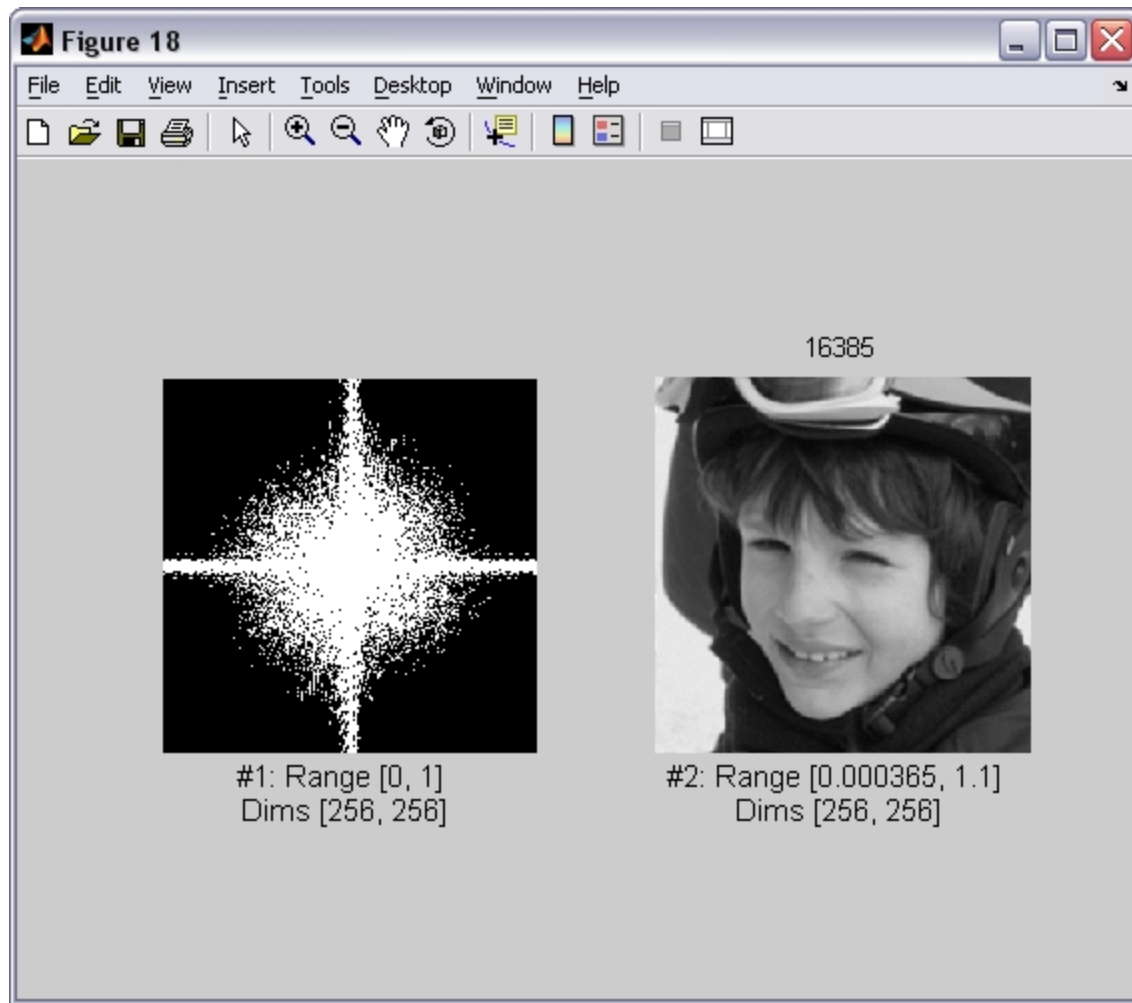 Figure 18
File Edit View Insert Tools Desktop Window Help
16385
#1: Range [0, 1]
Dims [256, 256]
#2: Range [0.000365, 1.1]
Dims [256, 256]